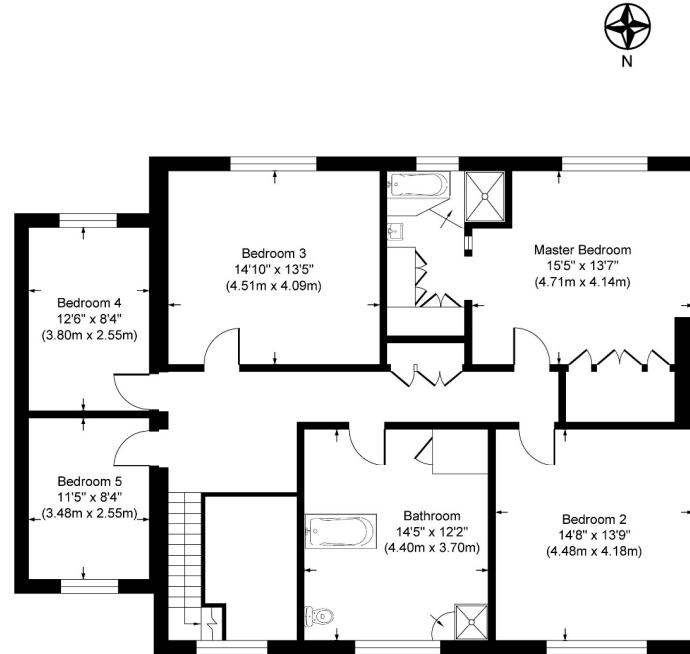 N
Bedroom 3
14'10" x 13'5"
(4.51m x 4.09m)
Master Bedroom
15'5" x 13'7"
(4.71m x 4.14m)
Bedroom 4
12'6" x 8'4"
(3.80m x 2.55m)
Bedroom 5
11'5" x 8'4"
(3.48m x 2.55m)
Bathroom
14'5" x 12'2"
(4.40m x 3.70m)
Bedroom 2
14'8" x 13'9"
(4.48m x 4.18m)